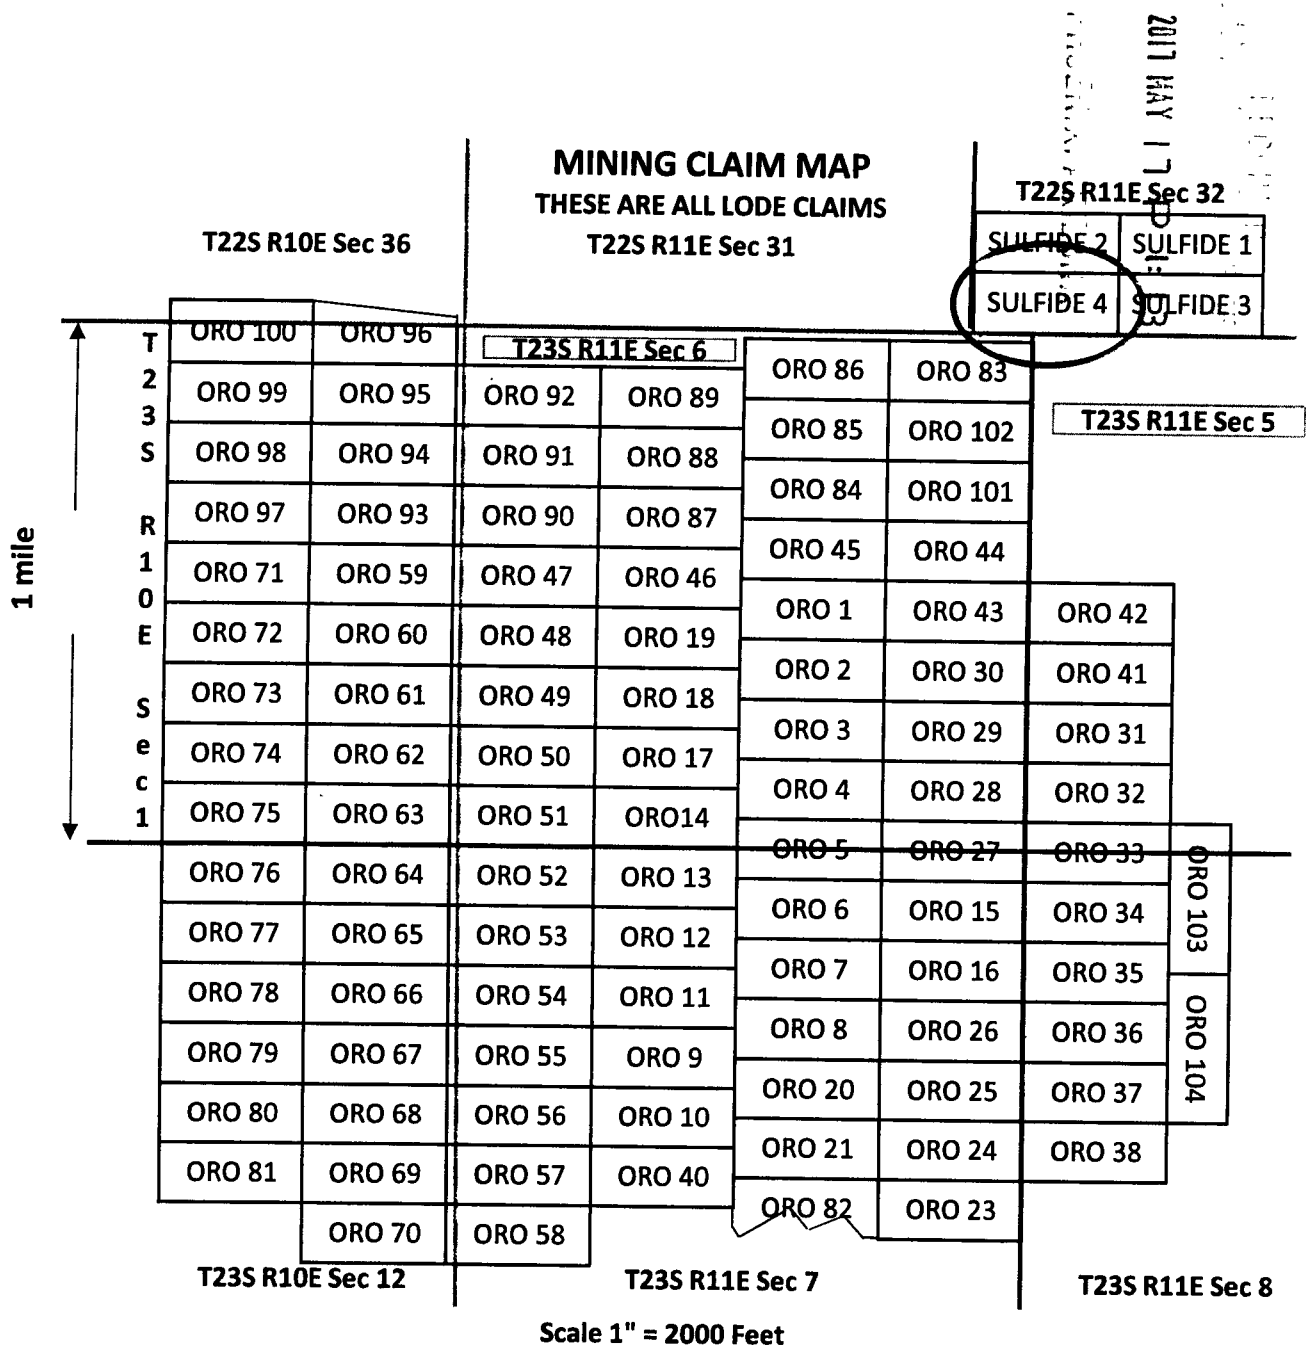 2017 MAY 17 P 1:13
MINING CLAIM MAP
THESE ARE ALL LODE CLAIMS
T22S R11E Sec 32
T22S R10E Sec 36
T22S R11E Sec 31
SULFIDE 2 SULFIDE 1
SULFIDE 4 SULFIDE 3
T23S R10E Sec 1
1 mile
T23S R11E Sec 6
T23S R11E Sec 5
ORO 100 ORO 96
ORO 86 ORO 83
ORO 99 ORO 95 ORO 92 ORO 89
ORO 85 ORO 102
ORO 98 ORO 94 ORO 91 ORO 88
ORO 84 ORO 101
ORO 97 ORO 93 ORO 90 ORO 87
ORO 45 ORO 44
ORO 71 ORO 59 ORO 47 ORO 46
ORO 1 ORO 43 ORO 42
ORO 72 ORO 60 ORO 48 ORO 19
ORO 2 ORO 30 ORO 41
ORO 73 ORO 61 ORO 49 ORO 18
ORO 3 ORO 29 ORO 31
ORO 74 ORO 62 ORO 50 ORO 17
ORO 4 ORO 28 ORO 32
ORO 75 ORO 63 ORO 51 ORO14
ORO 5 ORO 27 ORO 33
ORO 103
ORO 76 ORO 64 ORO 52 ORO 13
ORO 6 ORO 15 ORO 34
ORO 77 ORO 65 ORO 53 ORO 12
ORO 7 ORO 16 ORO 35
ORO 104
ORO 78 ORO 66 ORO 54 ORO 11
ORO 8 ORO 26 ORO 36
ORO 79 ORO 67 ORO 55 ORO 9
ORO 20 ORO 25 ORO 37
ORO 80 ORO 68 ORO 56 ORO 10
ORO 21 ORO 24 ORO 38
ORO 81 ORO 69 ORO 57 ORO 40
ORO 82 ORO 23
ORO 70 ORO 58
T23S R10E Sec 12
T23S R11E Sec 7
T23S R11E Sec 8
Scale 1" = 2000 Feet